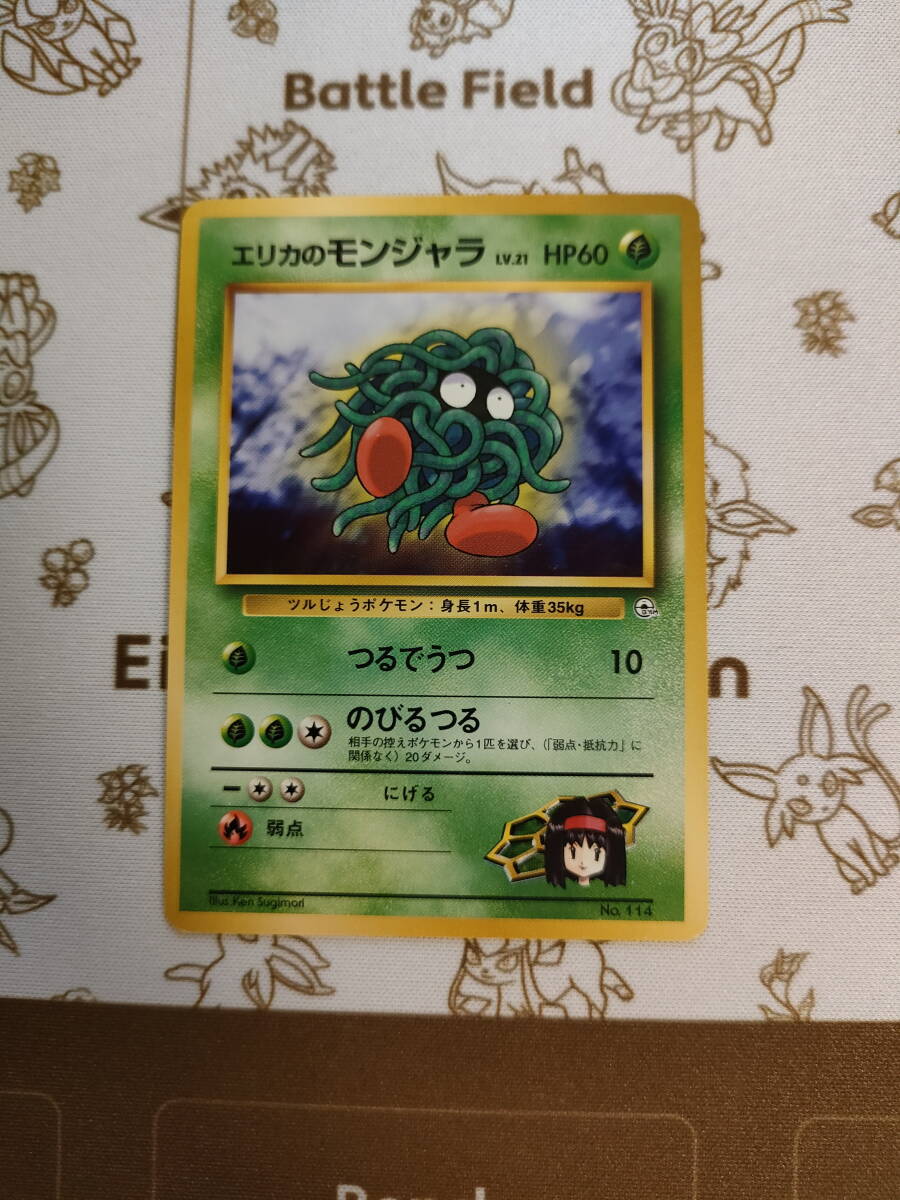 Battle Field
エリカのモンジャラ LV.21 HP60
ツルじょうポケモン：身長1m、体重35kg
GYM
Ei
n
つるでうつ 10
のびるつる
相手の控えポケモンから1匹を選び、（「弱点・抵抗力」に
関係なく）20ダメージ。
ー にげる
弱点
Illus. Ken Sugimori
No. 114